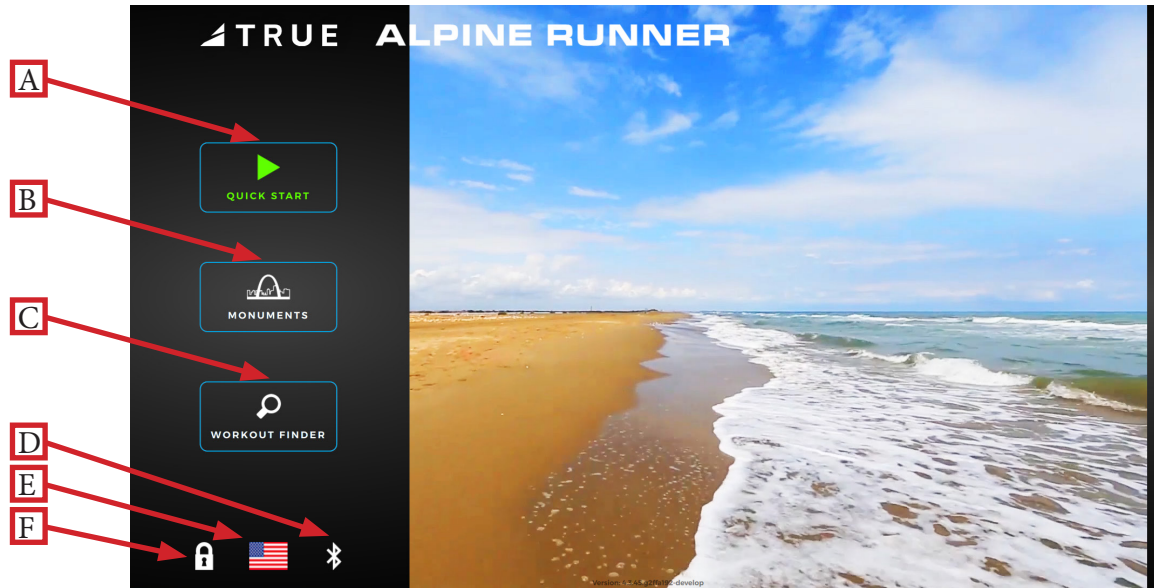 TRUE ALPINE RUNNER
A
QUICK START
B
MONUMENTS
C
WORKOUT FINDER
D
E
F